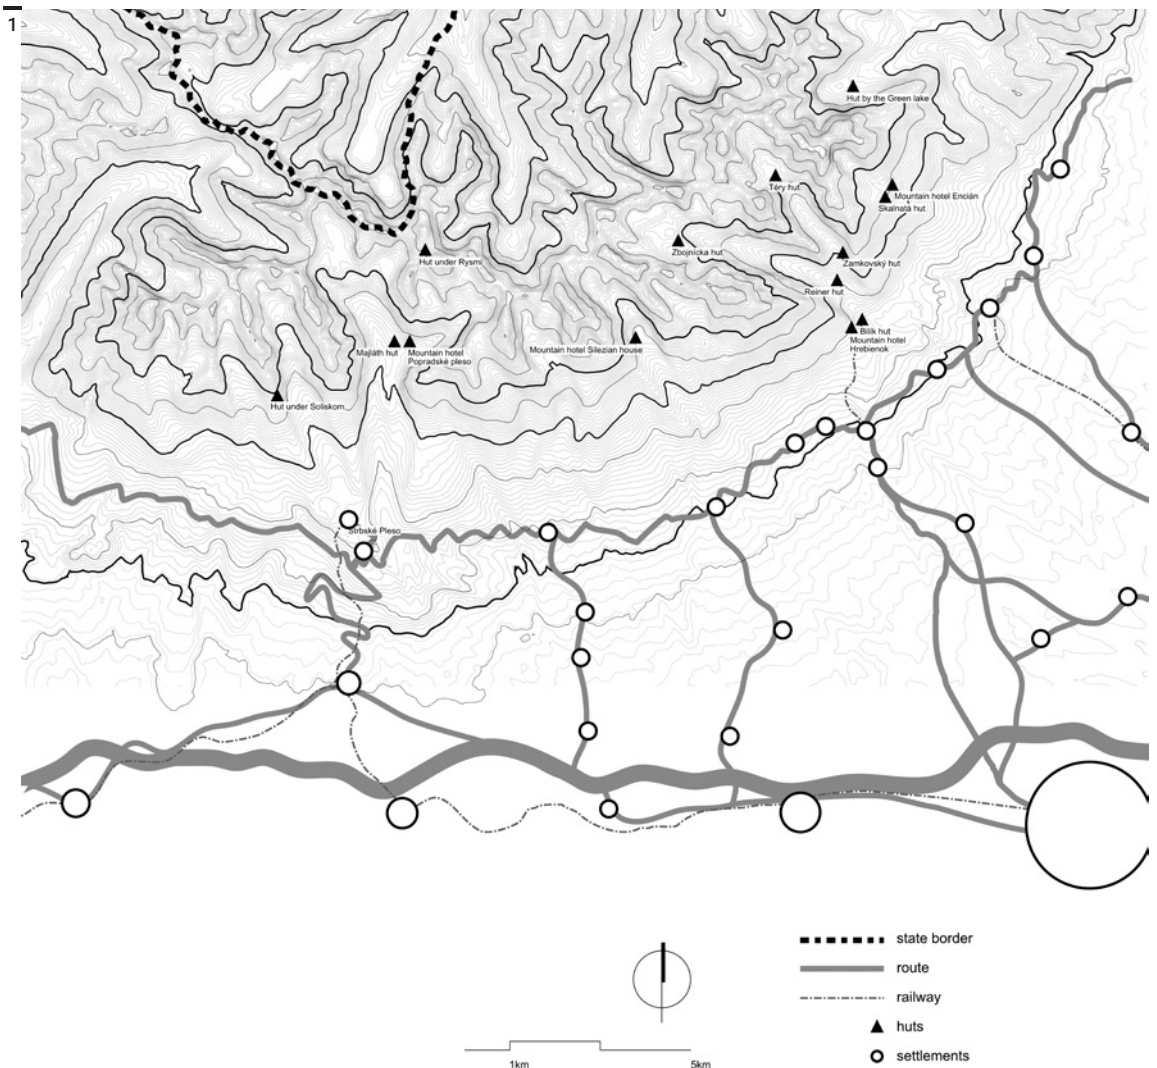 1
Hut by the Green lake
Téry hut
Mountain hotel Encián
Skalnatá hut
Zbojnícka hut
Hut under Rysmi
Zamkovský hut
Reiner hut
Bilík hut
Mountain hotel
Hrebienok
Majláth hut
Mountain hotel
Popradské pleso
Mountain hotel Silezian house
Hut under Soliskom
Strbské Pleso
state border
route
railway
huts
settlements
1km
5km